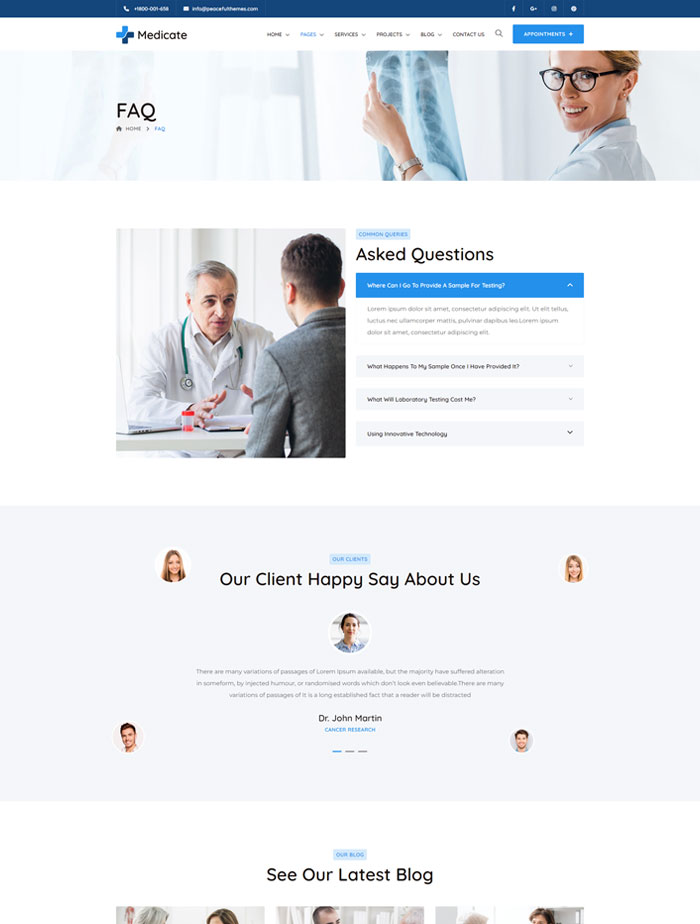 +1800-001-658
info@peacefulthemes.com
Medicate
HOME
PAGES
SERVICES
PROJECTS
BLOG
CONTACT US
APPOINTMENTS +
FAQ
HOME > FAQ
COMMON QUERIES
Asked Questions
Where Can I Go To Provide A Sample For Testing?
Lorem ipsum dolor sit amet, consectetur adipiscing elit. Ut elit tellus,
luctus nec ullamcorper mattis, pulvinar dapibus leo.Lorem ipsum
dolor sit amet, consectetur adipiscing elit.
What Happens To My Sample Once I Have Provided It?
What Will Laboratory Testing Cost Me?
Using Innovative Technology
OUR CLIENTS
Our Client Happy Say About Us
There are many variations of passages of Lorem Ipsum available, but the majority have suffered alteration
in someform, by injected humour, or randomised words which don't look even believable.There are many
variations of passages of It is a long established fact that a reader will be distracted
Dr. John Martin
CANCER RESEARCH
OUR BLOG
See Our Latest Blog